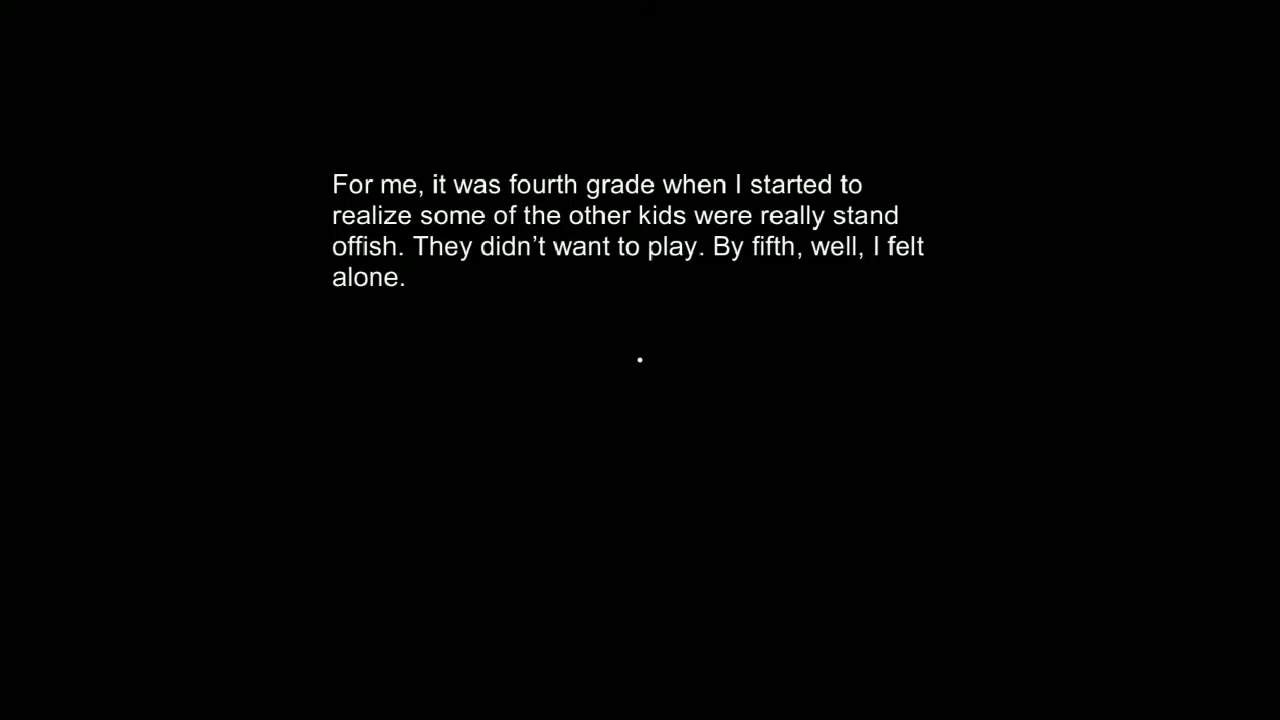 For me, it was fourth grade when I started to
realize some of the other kids were really stand
offish. They didn’t want to play. By fifth, well, I felt
alone.